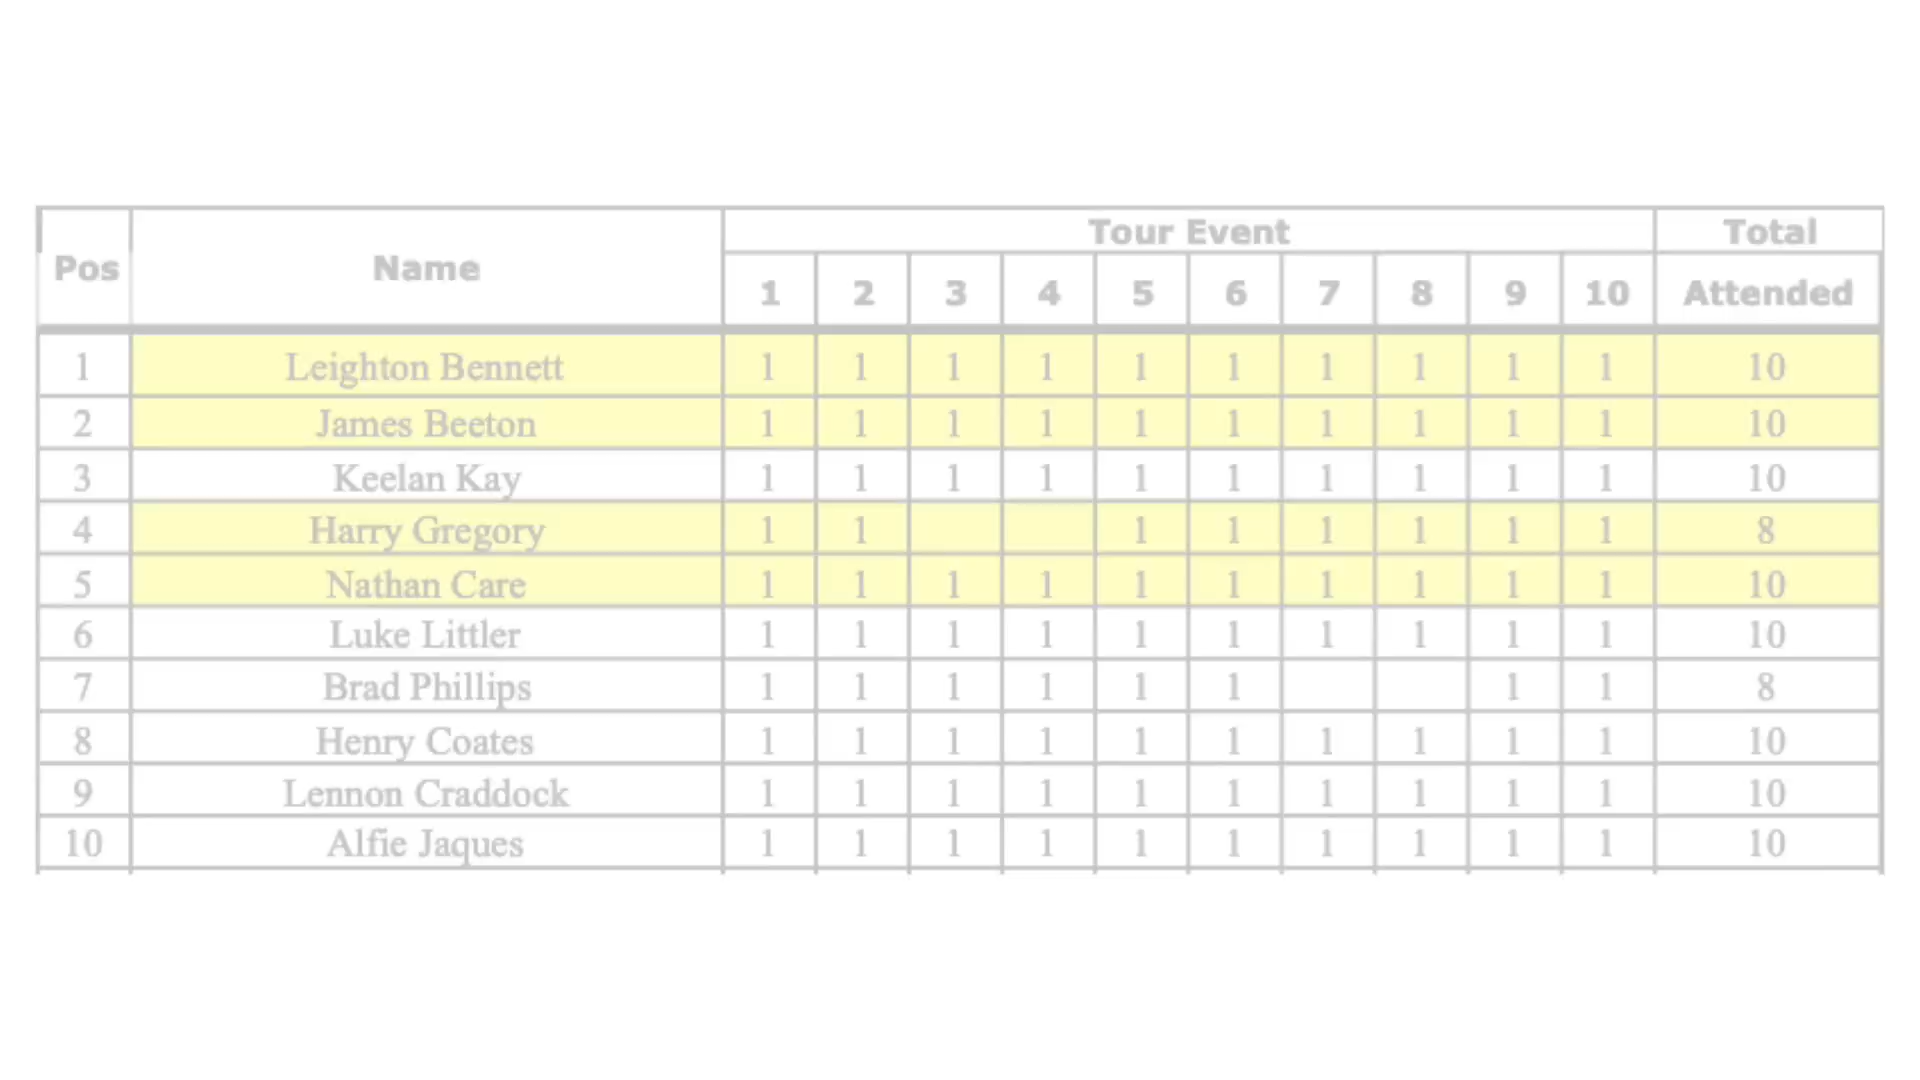 Pos Name Tour Event Total
1 2 3 4 5 6 7 8 9 10 Attended
1 Leighton Bennett 1 1 1 1 1 1 1 1 1 1 10
2 James Beeton 1 1 1 1 1 1 1 1 1 1 10
3 Keelan Kay 1 1 1 1 1 1 1 1 1 1 10
4 Harry Gregory 1 1 1 1 1 1 1 1 8
5 Nathan Care 1 1 1 1 1 1 1 1 1 1 10
6 Luke Littler 1 1 1 1 1 1 1 1 1 1 10
7 Brad Phillips 1 1 1 1 1 1 1 1 8
8 Henry Coates 1 1 1 1 1 1 1 1 1 1 10
9 Lennon Craddock 1 1 1 1 1 1 1 1 1 1 10
10 Alfie Jaques 1 1 1 1 1 1 1 1 1 1 10